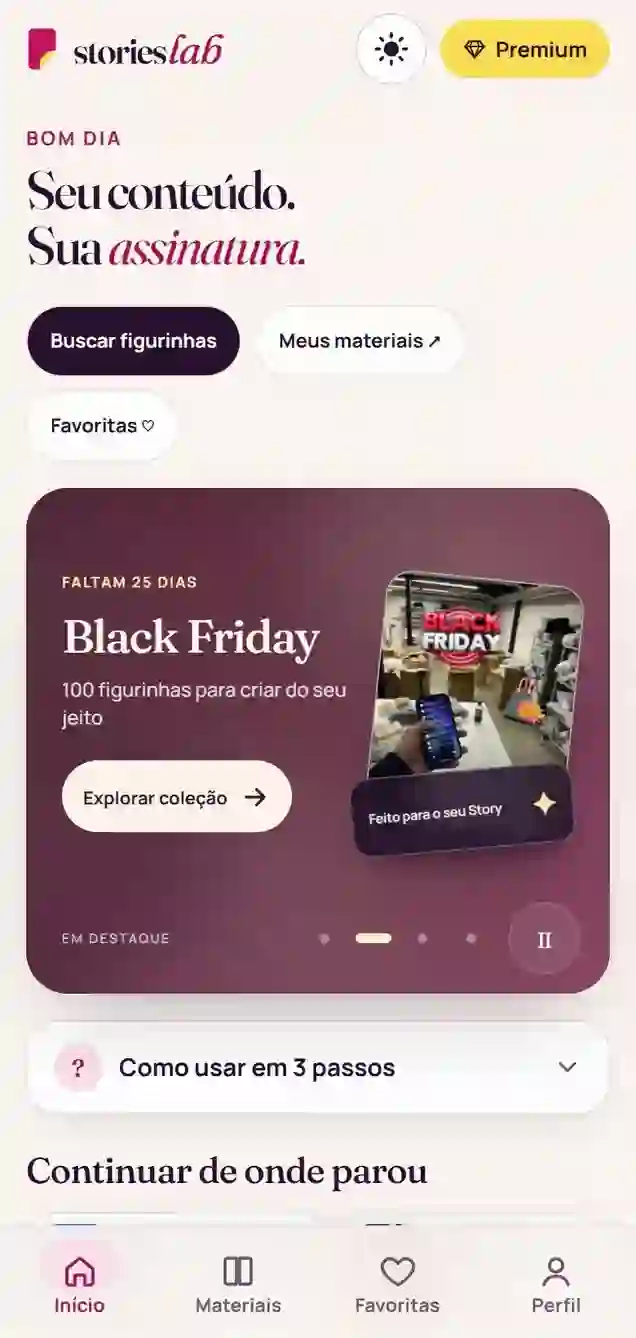 storieslab
Premium
BOM DIA
Seu conteúdo.
Sua assinatura.
Buscar figurinhas
Meus materiais ↗
Favoritas ♡
FALTAM 25 DIAS
Black Friday
100 figurinhas para criar do seu
jeito
Explorar coleção →
BLACK
FRIDAY
Feito para o seu Story
EM DESTAQUE
?
Como usar em 3 passos
Continuar de onde parou
Início
Materiais
Favoritas
Perfil